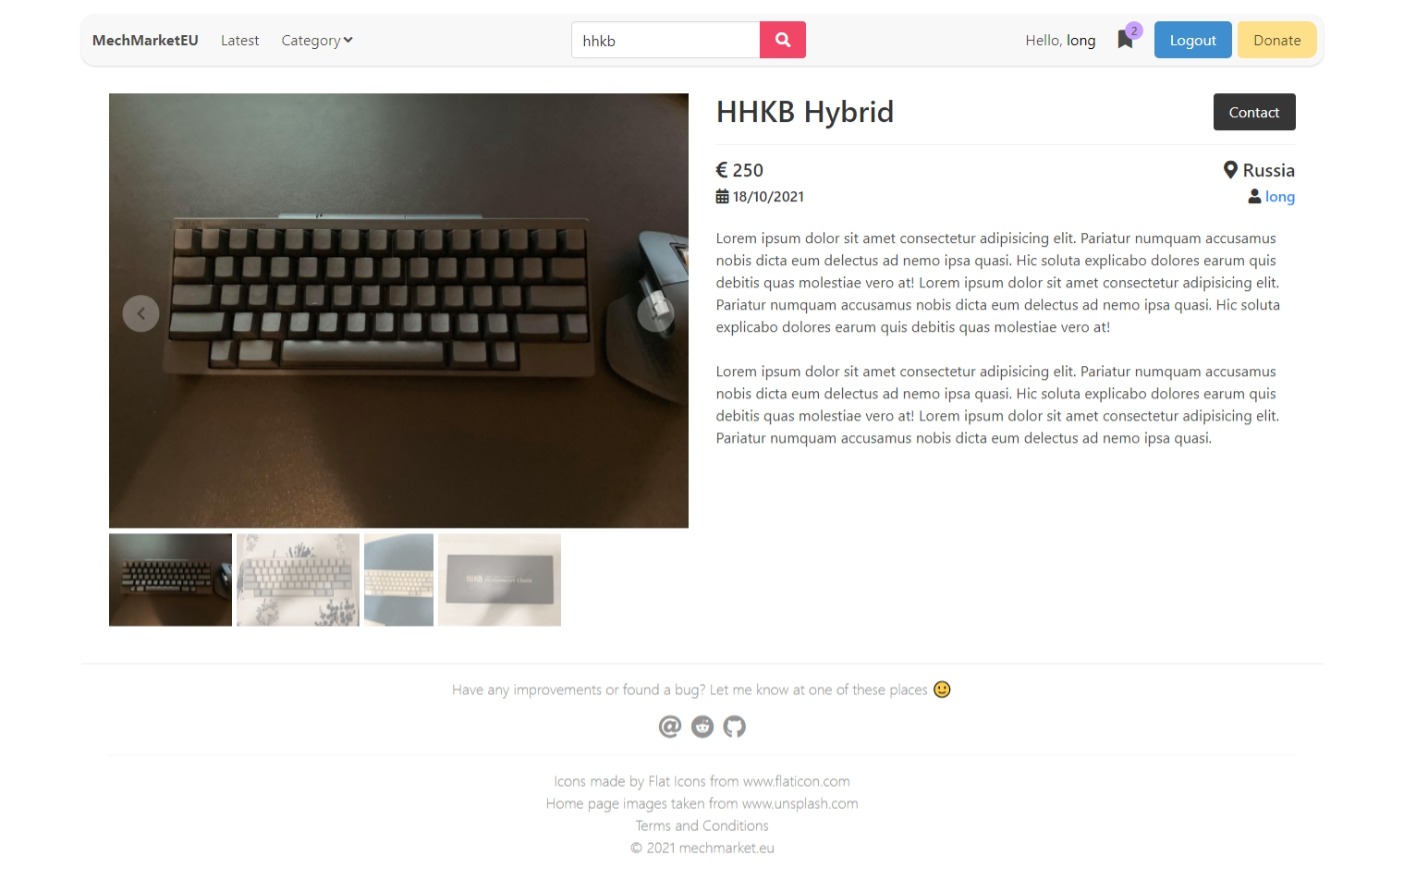 MechMarketEU Latest Category hhkb Hello, long 2 Logout Donate
HHKB Hybrid
Contact
€ 250
Russia
18/10/2021
long
Lorem ipsum dolor sit amet consectetur adipisicing elit. Pariatur numquam accusamus
nobis dicta eum delectus ad nemo ipsa quasi. Hic soluta explicabo dolores earum quis
debitis quas molestiae vero at! Lorem ipsum dolor sit amet consectetur adipisicing elit.
Pariatur numquam accusamus nobis dicta eum delectus ad nemo ipsa quasi. Hic soluta
explicabo dolores earum quis debitis quas molestiae vero at!
Lorem ipsum dolor sit amet consectetur adipisicing elit. Pariatur numquam accusamus
nobis dicta eum delectus ad nemo ipsa quasi. Hic soluta explicabo dolores earum quis
debitis quas molestiae vero at! Lorem ipsum dolor sit amet consectetur adipisicing elit.
Pariatur numquam accusamus nobis dicta eum delectus ad nemo ipsa quasi.
HHKB
Have any improvements or found a bug? Let me know at one of these places 🙂
Icons made by Flat Icons from www.flaticon.com
Home page images taken from www.unsplash.com
Terms and Conditions
© 2021 mechmarket.eu